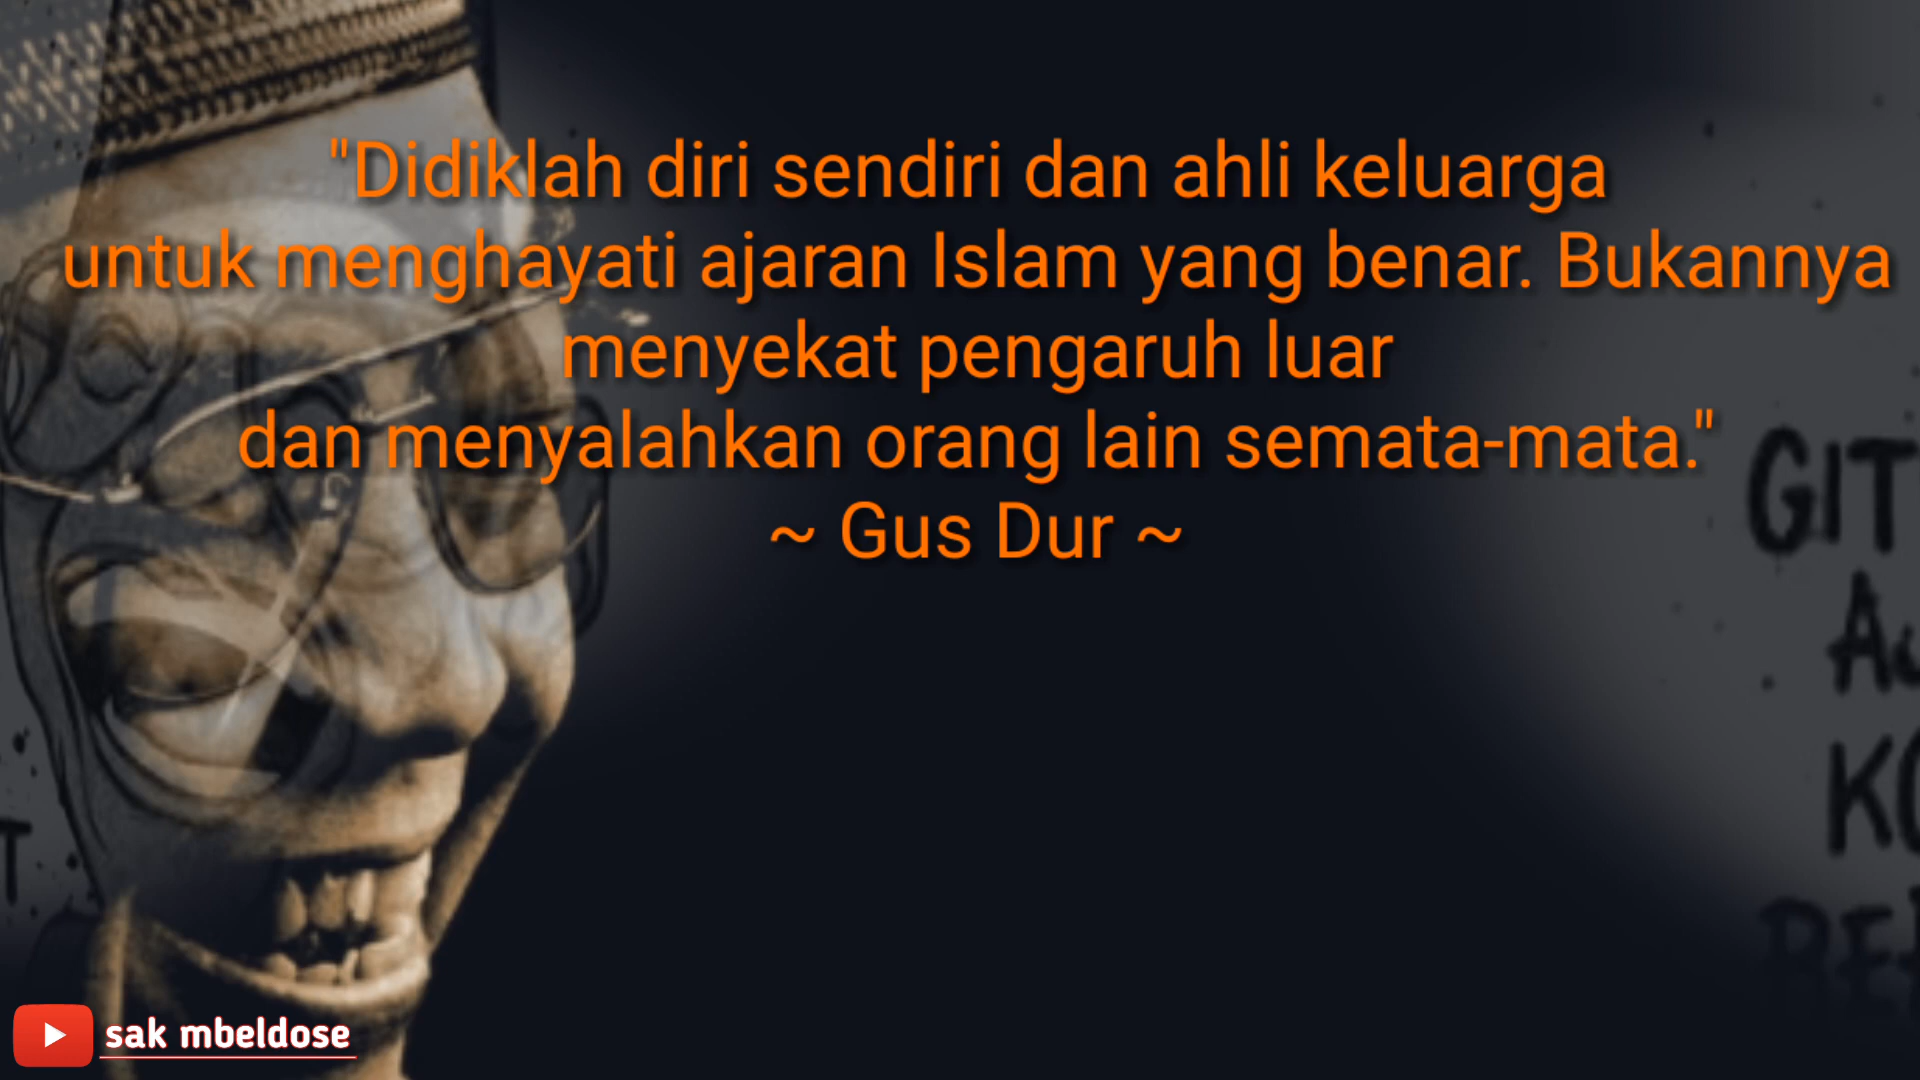 "Didiklah diri sendiri dan ahli keluarga
untuk menghayati ajaran Islam yang benar. Bukannya
menyekat pengaruh luar
dan menyalahkan orang lain semata-mata."
~ Gus Dur ~
GIT
sak mbeldose